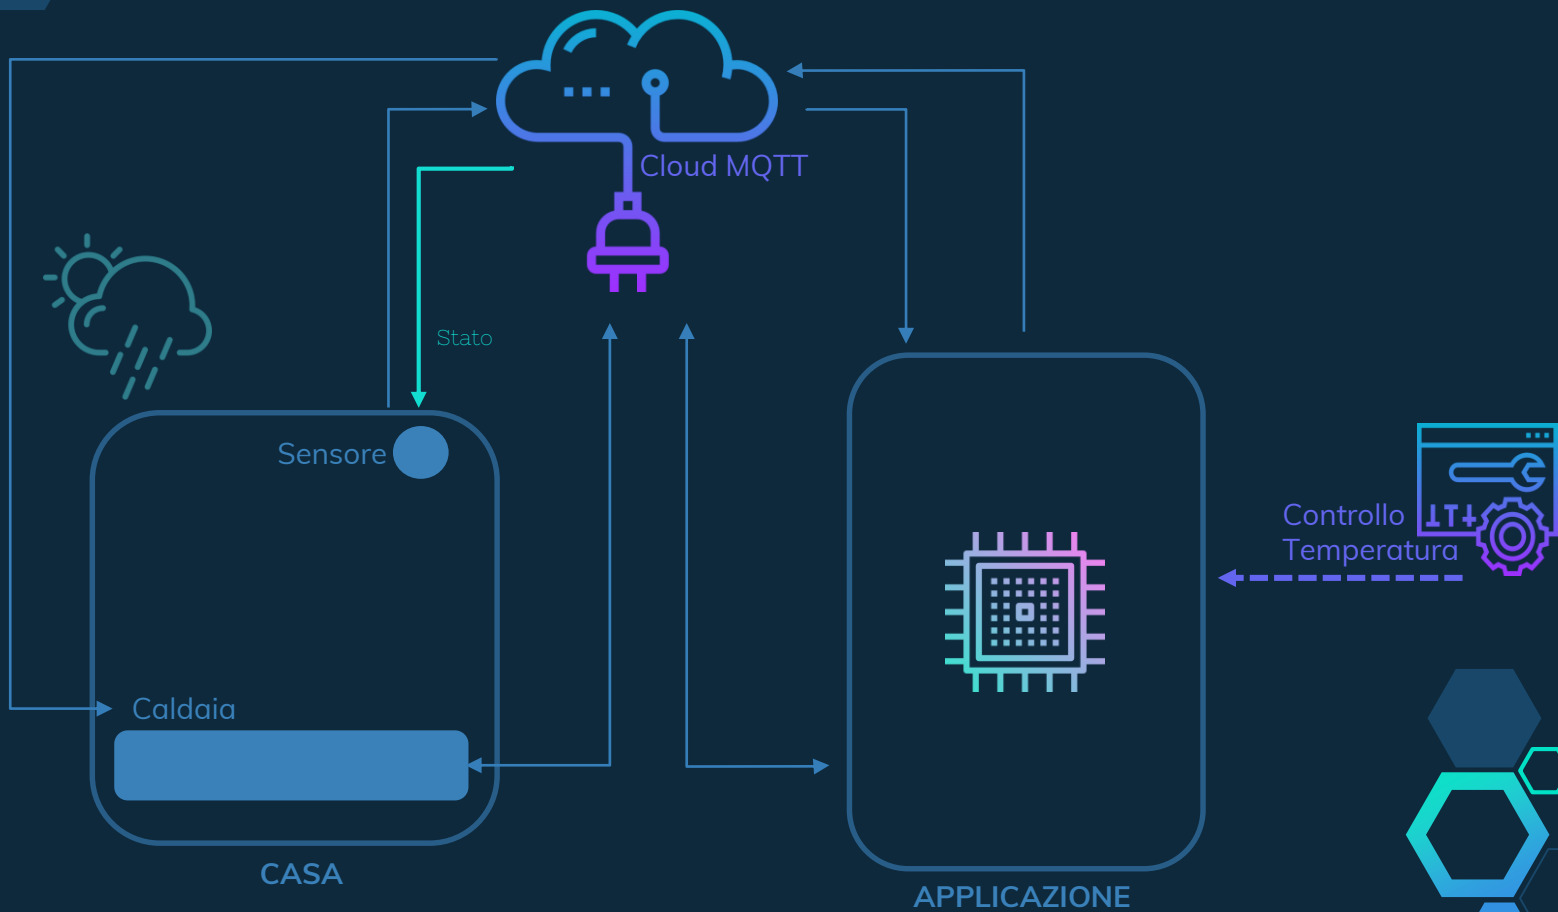 Cloud MQTT
Stato
Sensore
Controllo
Temperatura
Caldaia
CASA
APPLICAZIONE